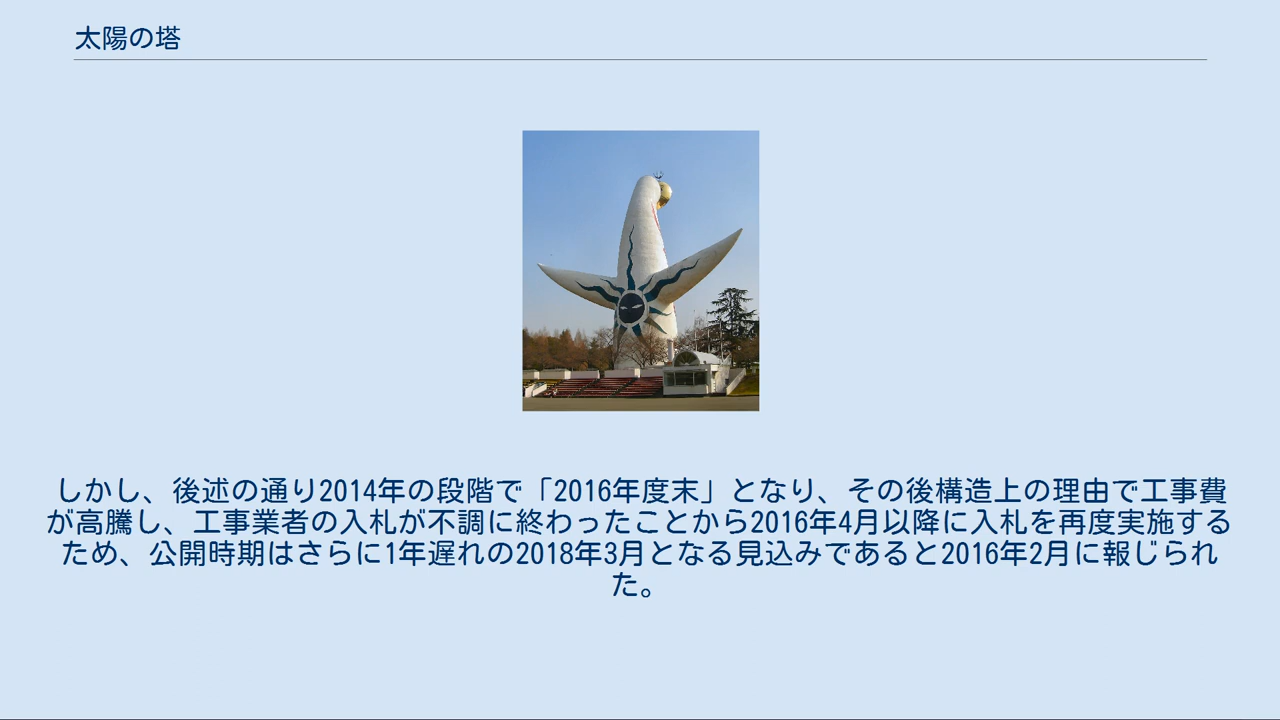 太陽の塔
しかし、後述の通り2014年の段階で「2016年度末」となり、その後構造上の理由で工事費
が高騰し、工事業者の入札が不調に終わったことから2016年4月以降に入札を再度実施する
ため、公開時期はさらに1年遅れの2018年3月となる見込みであると2016年2月に報じられ
た。